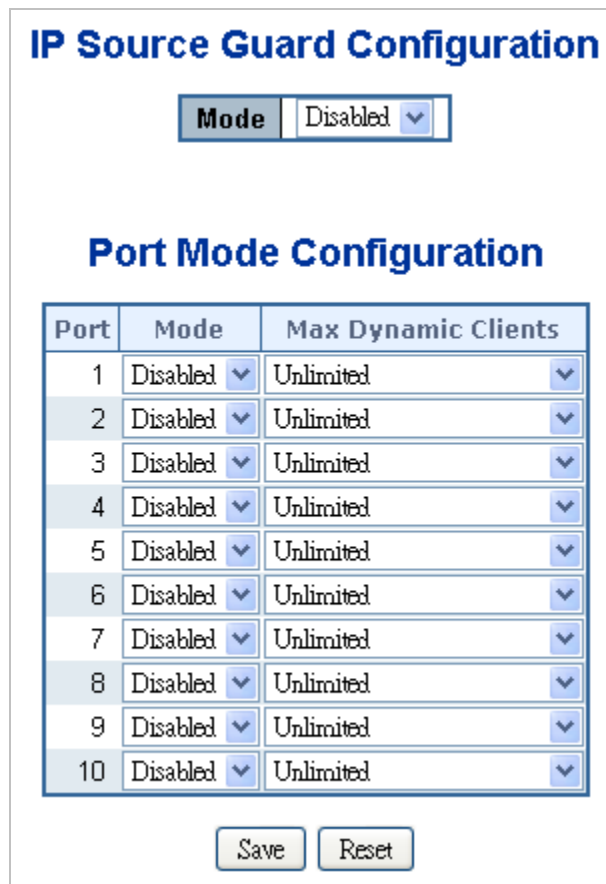 IP Source Guard Configuration
Mode Disabled
Port Mode Configuration
Port Mode Max Dynamic Clients
1 Disabled Unlimited
2 Disabled Unlimited
3 Disabled Unlimited
4 Disabled Unlimited
5 Disabled Unlimited
6 Disabled Unlimited
7 Disabled Unlimited
8 Disabled Unlimited
9 Disabled Unlimited
10 Disabled Unlimited
Save Reset